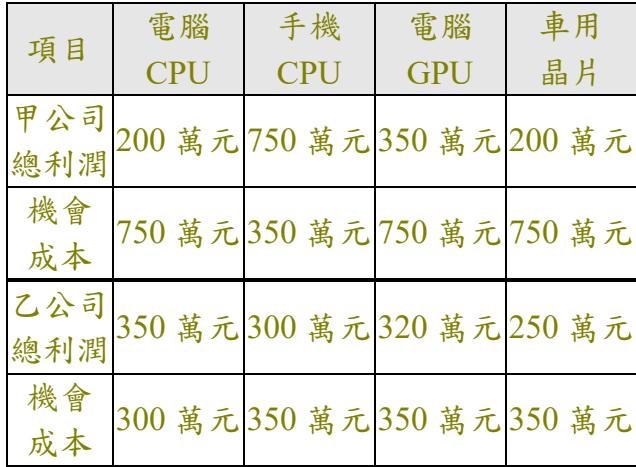 項目 電腦 CPU 手機 CPU 電腦 GPU 車用 晶片
甲公司 總利潤 200 萬元 750 萬元 350 萬元 200 萬元
機會 成本 750 萬元 350 萬元 750 萬元 750 萬元
乙公司 總利潤 350 萬元 300 萬元 320 萬元 250 萬元
機會 成本 300 萬元 350 萬元 350 萬元 350 萬元